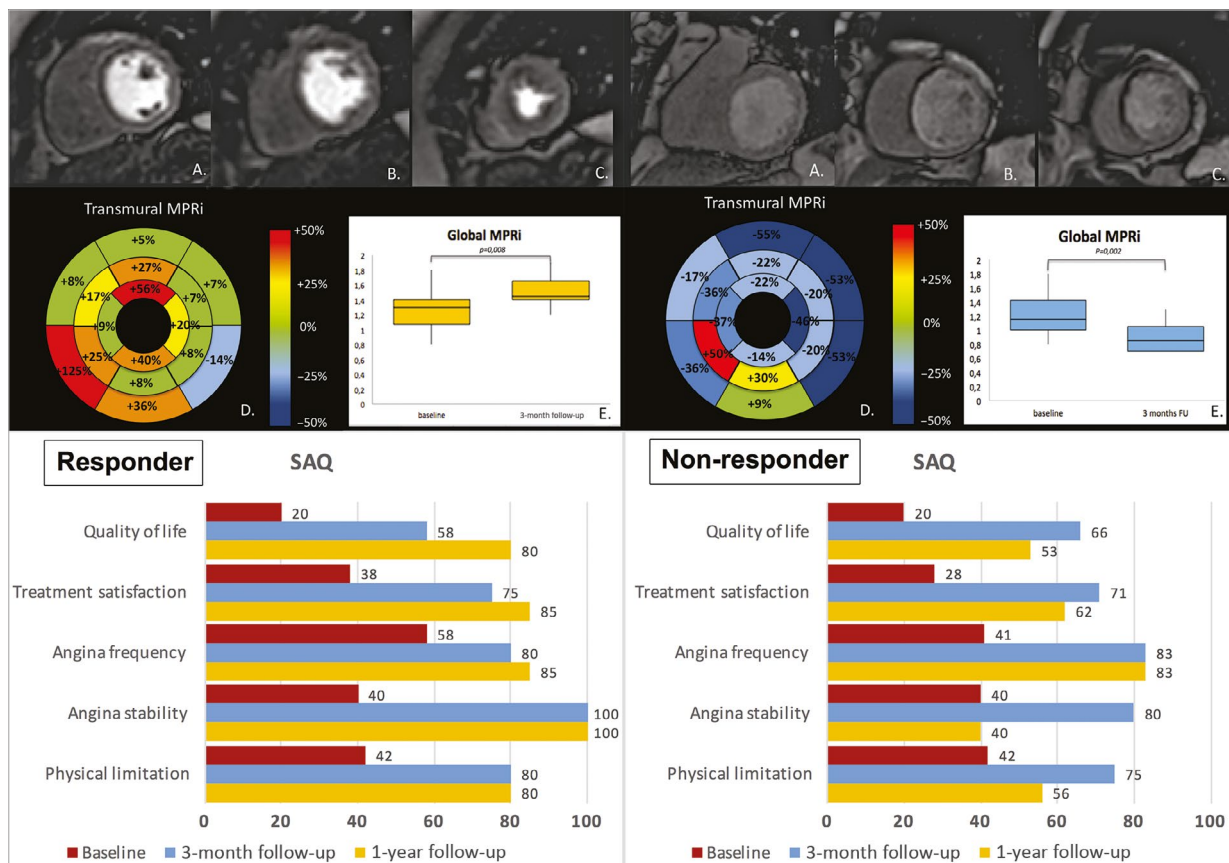 A.
B.
C.
A.
B.
C.
Transmural MPRi
+5%
+8%
+27%
+7%
+17%
+56%
+7%
+9%
+20%
+125%
+25%
+40%
+8%
-14%
+8%
+36%
D.
+50%
+25%
0%
−25%
−50%
Global MPRi
p=0,008
2
1,8
1,6
1,4
1,2
1
0,8
0,6
0,4
0,2
0
baseline
3-month follow-up
E.
Transmural MPRi
-55%
-17%
-22%
-53%
-36%
-22%
-20%
-37%
-46%
-36%
+50%
-14%
-20%
-53%
+30%
+9%
D.
+50%
+25%
0%
−25%
−50%
Global MPRi
P=0,002
2
1,8
1,6
1,4
1,2
1
0,8
0,6
0,4
0,2
0
baseline
3 months FU
E.
Responder
SAQ
Quality of life
20
58
80
Treatment satisfaction
38
75
85
Angina frequency
58
80
85
Angina stability
40
100
100
Physical limitation
42
80
80
0 20 40 60 80 100
Baseline 3-month follow-up 1-year follow-up
Non-responder
SAQ
Quality of life
20
66
53
Treatment satisfaction
28
71
62
Angina frequency
41
83
83
Angina stability
40
80
40
Physical limitation
42
75
56
0 20 40 60 80 100
Baseline 3-month follow-up 1-year follow-up